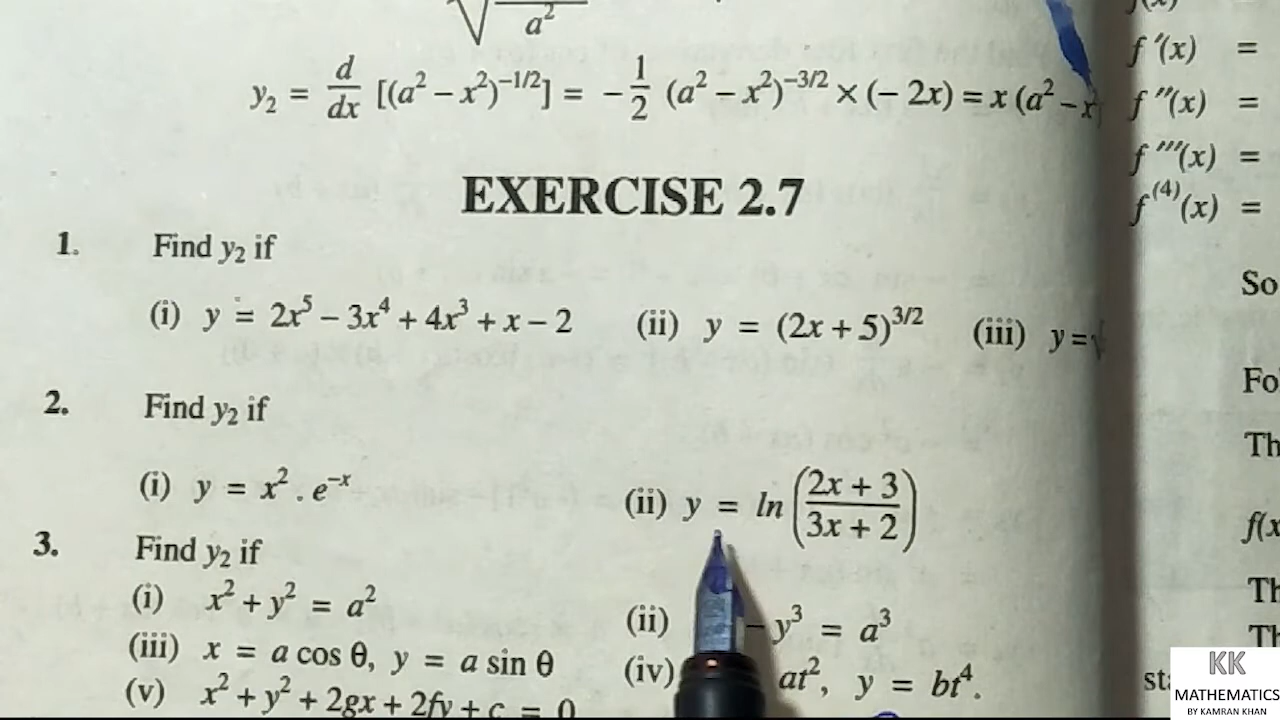 √ a²
y₂ = d/dx [(a² – x²)^–1/2] = – 1/2 (a² – x²)^–3/2 × (– 2x) = x (a² – x
EXERCISE 2.7
1. Find y₂ if
(i) y = 2x⁵ – 3x⁴ + 4x³ + x – 2 (ii) y = (2x + 5)^3/2 (iii) y = √
2. Find y₂ if
(i) y = x² . e^–x (ii) y = ln ((2x + 3)/(3x + 2))
3. Find y₂ if
(i) x² + y² = a² (ii) – y³ = a³
(iii) x = a cos θ, y = a sin θ (iv) at², y = bt⁴.
(v) x² + y² + 2gx + 2fy + c = 0
f ′(x) =
f ″(x) =
f ‴(x) =
f⁽⁴⁾(x) =
So
Th
f(x
Th
Th
KK
MATHEMATICS
BY KAMRAN KHAN